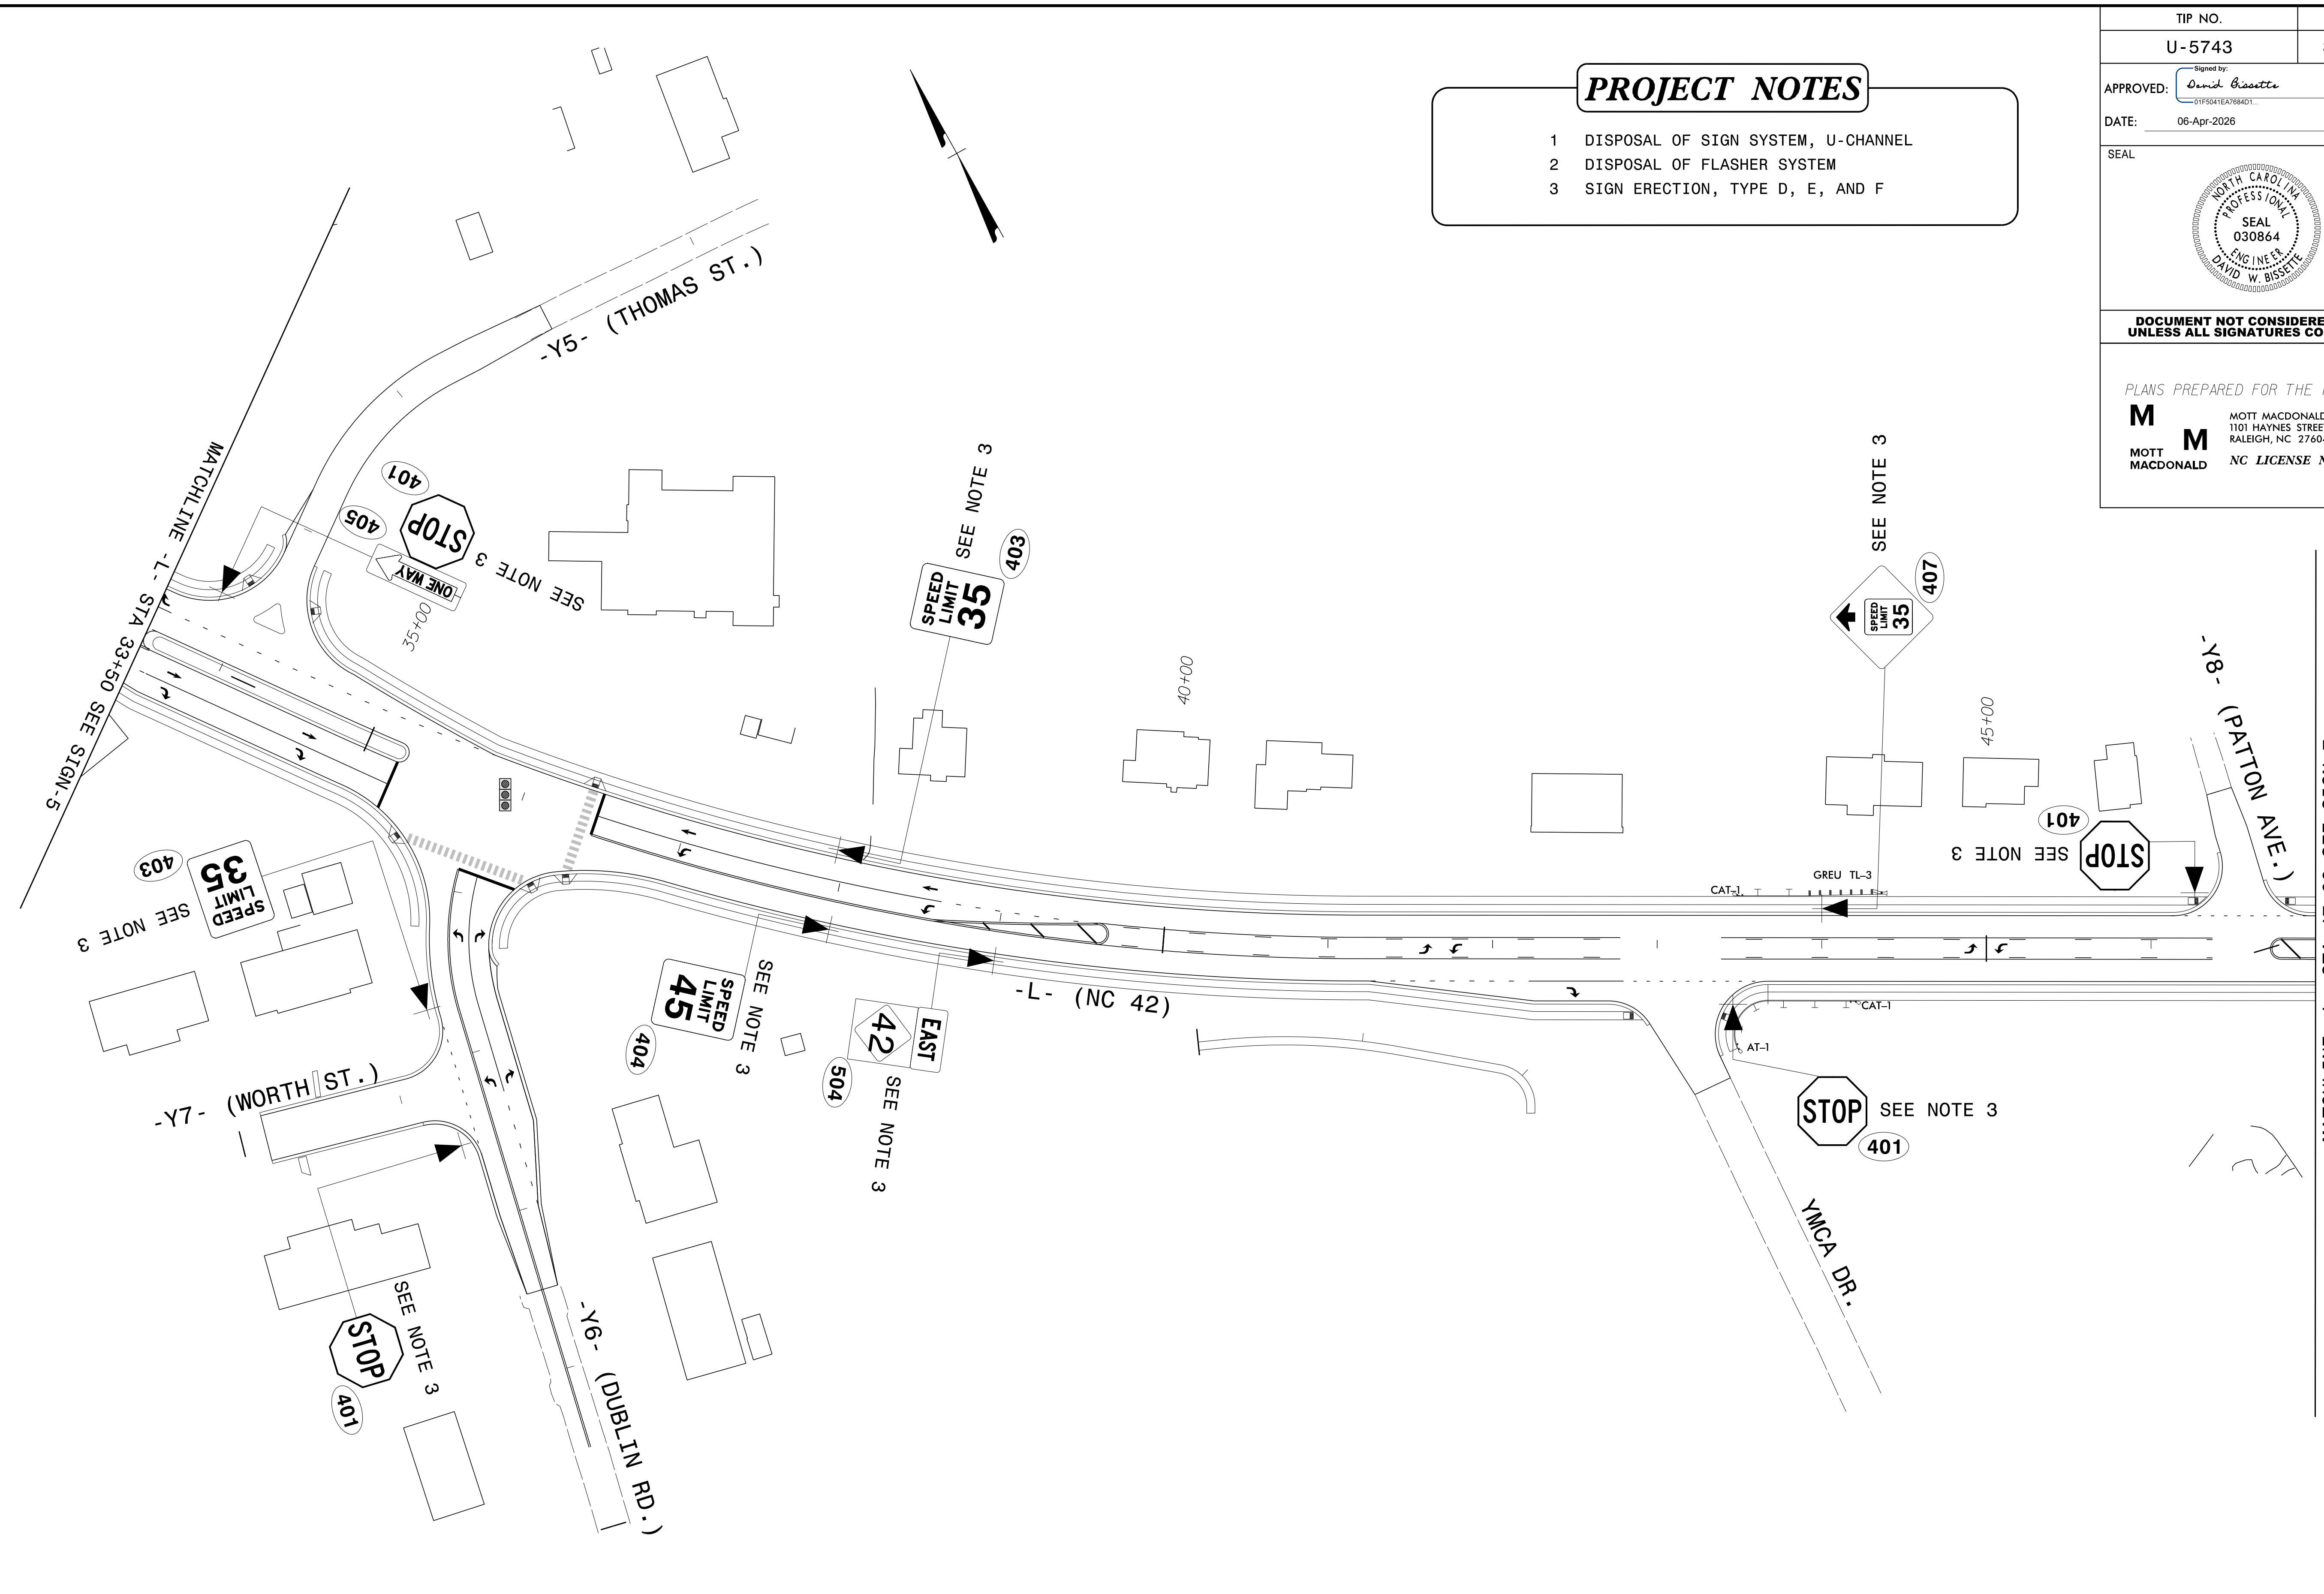 PROJECT NOTES
1 DISPOSAL OF SIGN SYSTEM, U-CHANNEL
2 DISPOSAL OF FLASHER SYSTEM
3 SIGN ERECTION, TYPE D, E, AND F
TIP NO.
U-5743
APPROVED:
Signed by:
David Bissette
01F5041EA7684D1...
DATE: 06-Apr-2026
SEAL
NORTH CAROLINA
PROFESSIONAL
SEAL
030864
ENGINEER
DAVID W. BISSETTE
DOCUMENT NOT CONSIDERE
UNLESS ALL SIGNATURES CO
PLANS PREPARED FOR THE
M M
MOTT
MACDONALD
MOTT MACDONALD
1101 HAYNES STREE
RALEIGH, NC 2760
NC LICENSE
-Y5- (THOMAS ST.)
MATCHLINE -L- STA 33+50 SEE SIGN-5
401
STOP
405
ONE WAY
SEE NOTE 3
35+00
SEE NOTE 3
403
SPEED
LIMIT
35
SEE NOTE 3
407
SPEED
LIMIT
35
40+00
45+00
-Y8- (PATTON AVE.)
401
STOP
SEE NOTE 3
CAT-1
GREU TL-3
403
SPEED
LIMIT
35
SEE NOTE 3
404
SPEED
LIMIT
45
SEE NOTE 3
504
EAST
42
SEE NOTE 3
-L- (NC 42)
CAT-1
AT-1
STOP
SEE NOTE 3
401
YMCA DR.
-Y7- (WORTH ST.)
STOP
SEE NOTE 3
401
-Y6- (DUBLIN RD.)